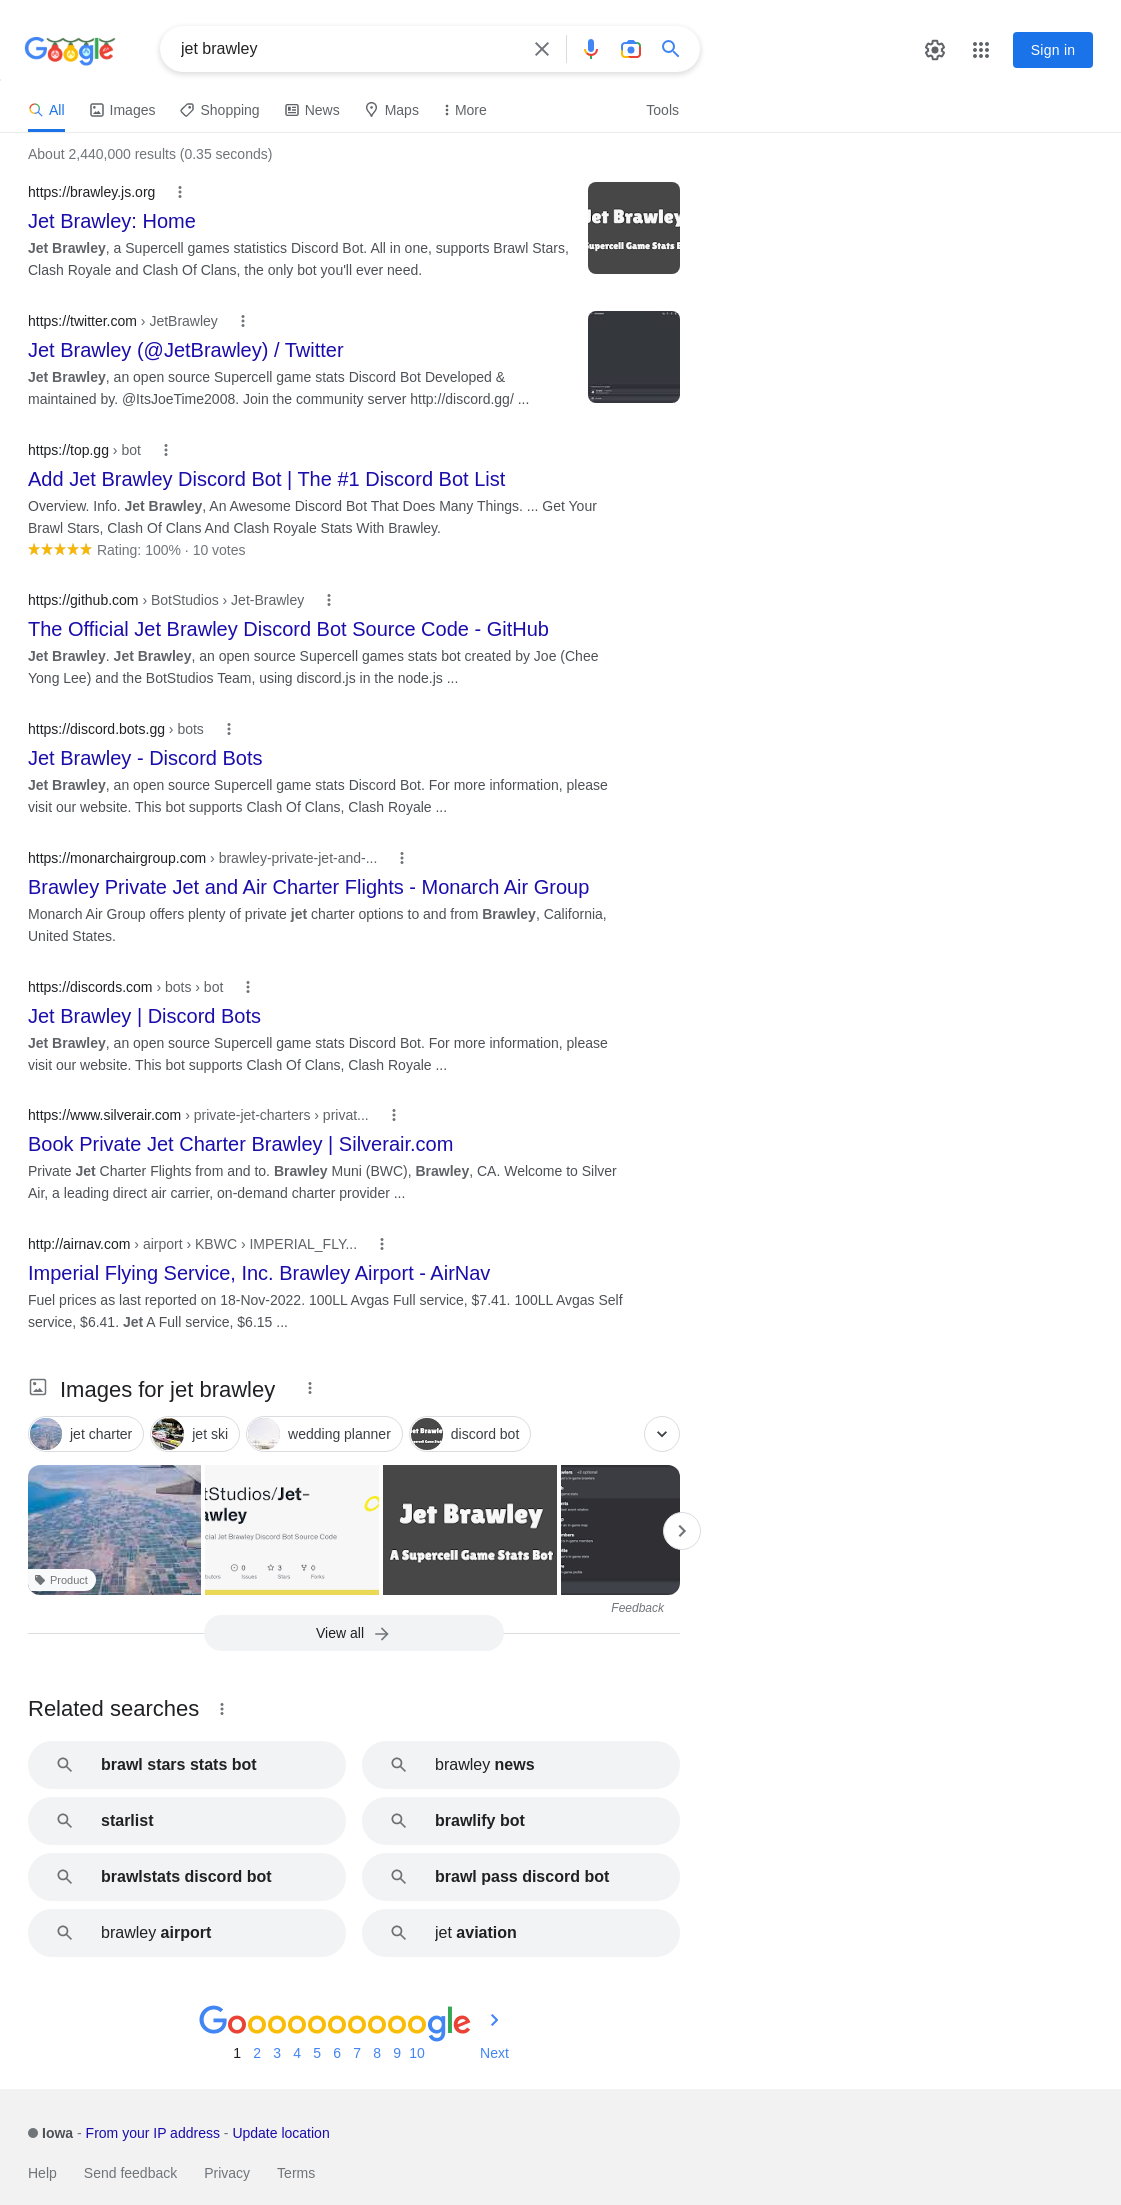 Google
jet brawley
Sign in
All
Images
Shopping
News
Maps
More
Tools
About 2,440,000 results (0.35 seconds)
https://brawley.js.org
Jet Brawley: Home
Jet Brawley, a Supercell games statistics Discord Bot. All in one, supports Brawl Stars,
Clash Royale and Clash Of Clans, the only bot you'll ever need.
Jet Brawley
Supercell Game Stats B
https://twitter.com › JetBrawley
Jet Brawley (@JetBrawley) / Twitter
Jet Brawley, an open source Supercell game stats Discord Bot Developed &
maintained by. @ItsJoeTime2008. Join the community server http://discord.gg/ ...
https://top.gg › bot
Add Jet Brawley Discord Bot | The #1 Discord Bot List
Overview. Info. Jet Brawley, An Awesome Discord Bot That Does Many Things. ... Get Your
Brawl Stars, Clash Of Clans And Clash Royale Stats With Brawley.
Rating: 100% · 10 votes
https://github.com › BotStudios › Jet-Brawley
The Official Jet Brawley Discord Bot Source Code - GitHub
Jet Brawley. Jet Brawley, an open source Supercell games stats bot created by Joe (Chee
Yong Lee) and the BotStudios Team, using discord.js in the node.js ...
https://discord.bots.gg › bots
Jet Brawley - Discord Bots
Jet Brawley, an open source Supercell game stats Discord Bot. For more information, please
visit our website. This bot supports Clash Of Clans, Clash Royale ...
https://monarchairgroup.com › brawley-private-jet-and-...
Brawley Private Jet and Air Charter Flights - Monarch Air Group
Monarch Air Group offers plenty of private jet charter options to and from Brawley, California,
United States.
https://discords.com › bots › bot
Jet Brawley | Discord Bots
Jet Brawley, an open source Supercell game stats Discord Bot. For more information, please
visit our website. This bot supports Clash Of Clans, Clash Royale ...
https://www.silverair.com › private-jet-charters › privat...
Book Private Jet Charter Brawley | Silverair.com
Private Jet Charter Flights from and to. Brawley Muni (BWC), Brawley, CA. Welcome to Silver
Air, a leading direct air carrier, on-demand charter provider ...
http://airnav.com › airport › KBWC › IMPERIAL_FLY...
Imperial Flying Service, Inc. Brawley Airport - AirNav
Fuel prices as last reported on 18-Nov-2022. 100LL Avgas Full service, $7.41. 100LL Avgas Self
service, $6.41. Jet A Full service, $6.15 ...
Images for jet brawley
jet charter
jet ski
wedding planner
discord bot
Product
tStudios/Jet-
awley
cial Jet Brawley Discord Bot Source Code
0 3 0
Issues Stars Forks
Jet Brawley
A Supercell Game Stats Bot
Feedback
View all
Related searches
brawl stars stats bot
brawley news
starlist
brawlify bot
brawlstats discord bot
brawl pass discord bot
brawley airport
jet aviation
Goooooooooogle
1 2 3 4 5 6 7 8 9 10 Next
Iowa - From your IP address - Update location
Help Send feedback Privacy Terms